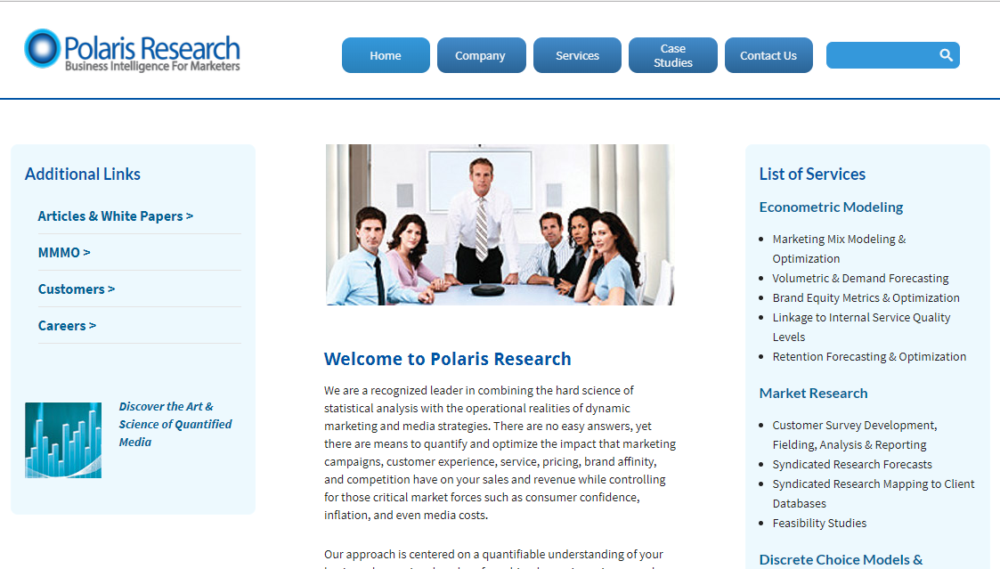 Polaris Research
Business Intelligence For Marketers
Home
Company
Services
Case
Studies
Contact Us
Additional Links
Articles & White Papers >
MMMO >
Customers >
Careers >
Discover the Art &
Science of Quantified
Media
Welcome to Polaris Research
We are a recognized leader in combining the hard science of
statistical analysis with the operational realities of dynamic
marketing and media strategies. There are no easy answers, yet
there are means to quantify and optimize the impact that marketing
campaigns, customer experience, service, pricing, brand affinity,
and competition have on your sales and revenue while controlling
for those critical market forces such as consumer confidence,
inflation, and even media costs.
Our approach is centered on a quantifiable understanding of your
List of Services
Econometric Modeling
Marketing Mix Modeling &
Optimization
Volumetric & Demand Forecasting
Brand Equity Metrics & Optimization
Linkage to Internal Service Quality
Levels
Retention Forecasting & Optimization
Market Research
Customer Survey Development,
Fielding, Analysis & Reporting
Syndicated Research Forecasts
Syndicated Research Mapping to Client
Databases
Feasibility Studies
Discrete Choice Models &